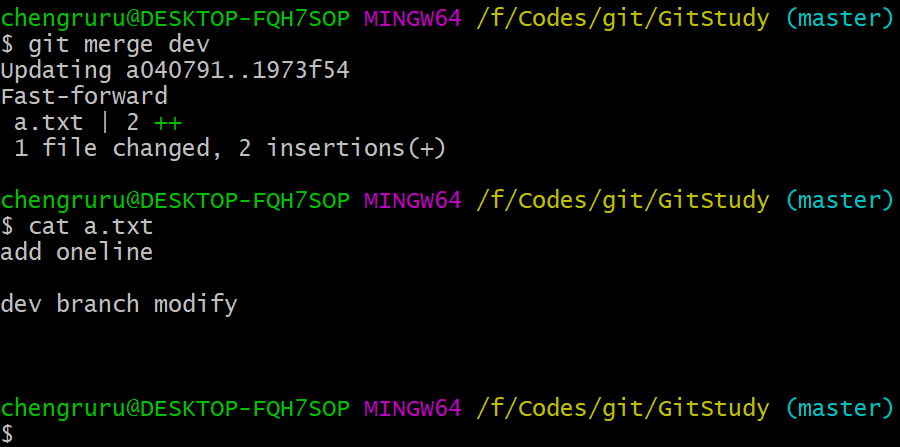 chengruru@DESKTOP-FQH7SOP MINGW64 /f/Codes/git/GitStudy (master)
$ git merge dev
Updating a040791..1973f54
Fast-forward
 a.txt | 2 ++
 1 file changed, 2 insertions(+)
chengruru@DESKTOP-FQH7SOP MINGW64 /f/Codes/git/GitStudy (master)
$ cat a.txt
add oneline
dev branch modify
chengruru@DESKTOP-FQH7SOP MINGW64 /f/Codes/git/GitStudy (master)
$